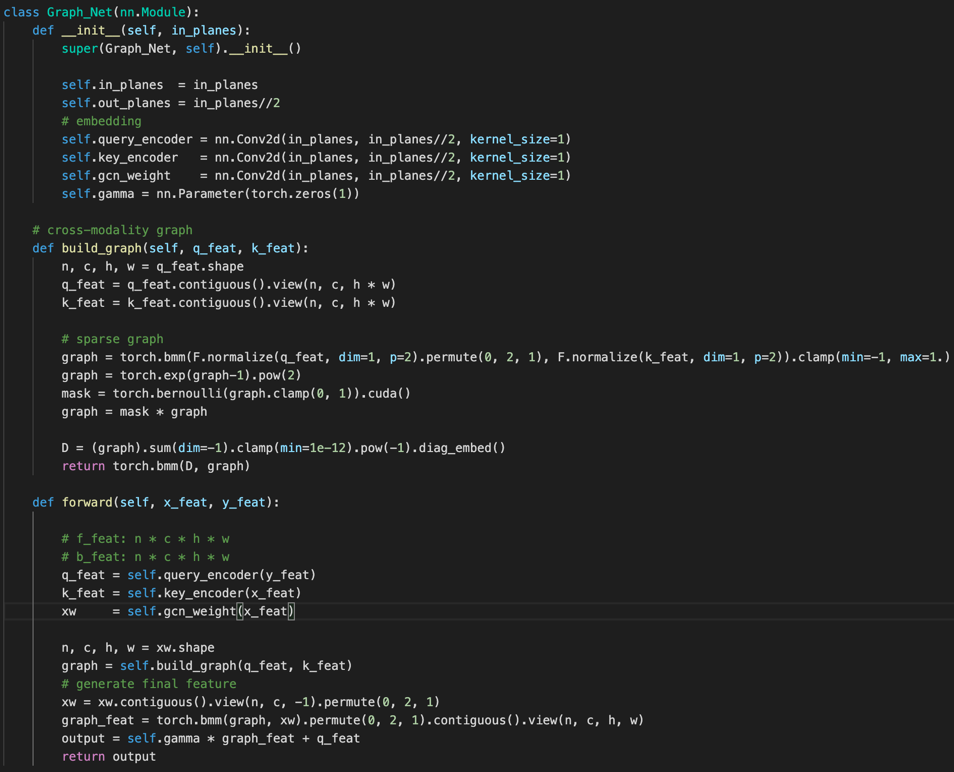 class Graph_Net(nn.Module):
    def __init__(self, in_planes):
        super(Graph_Net, self).__init__()
        self.in_planes  = in_planes
        self.out_planes = in_planes//2
        # embedding
        self.query_encoder = nn.Conv2d(in_planes, in_planes//2, kernel_size=1)
        self.key_encoder   = nn.Conv2d(in_planes, in_planes//2, kernel_size=1)
        self.gcn_weight    = nn.Conv2d(in_planes, in_planes//2, kernel_size=1)
        self.gamma = nn.Parameter(torch.zeros(1))
    # cross-modality graph
    def build_graph(self, q_feat, k_feat):
        n, c, h, w = q_feat.shape
        q_feat = q_feat.contiguous().view(n, c, h * w)
        k_feat = k_feat.contiguous().view(n, c, h * w)
        # sparse graph
        graph = torch.bmm(F.normalize(q_feat, dim=1, p=2).permute(0, 2, 1), F.normalize(k_feat, dim=1, p=2)).clamp(min=-1, max=1.)
        graph = torch.exp(graph-1).pow(2)
        mask = torch.bernoulli(graph.clamp(0, 1)).cuda()
        graph = mask * graph
        D = (graph).sum(dim=-1).clamp(min=1e-12).pow(-1).diag_embed()
        return torch.bmm(D, graph)
    def forward(self, x_feat, y_feat):
        # f_feat: n * c * h * w
        # b_feat: n * c * h * w
        q_feat = self.query_encoder(y_feat)
        k_feat = self.key_encoder(x_feat)
        xw     = self.gcn_weight(x_feat)
        n, c, h, w = xw.shape
        graph = self.build_graph(q_feat, k_feat)
        # generate final feature
        xw = xw.contiguous().view(n, c, -1).permute(0, 2, 1)
        graph_feat = torch.bmm(graph, xw).permute(0, 2, 1).contiguous().view(n, c, h, w)
        output = self.gamma * graph_feat + q_feat
        return output